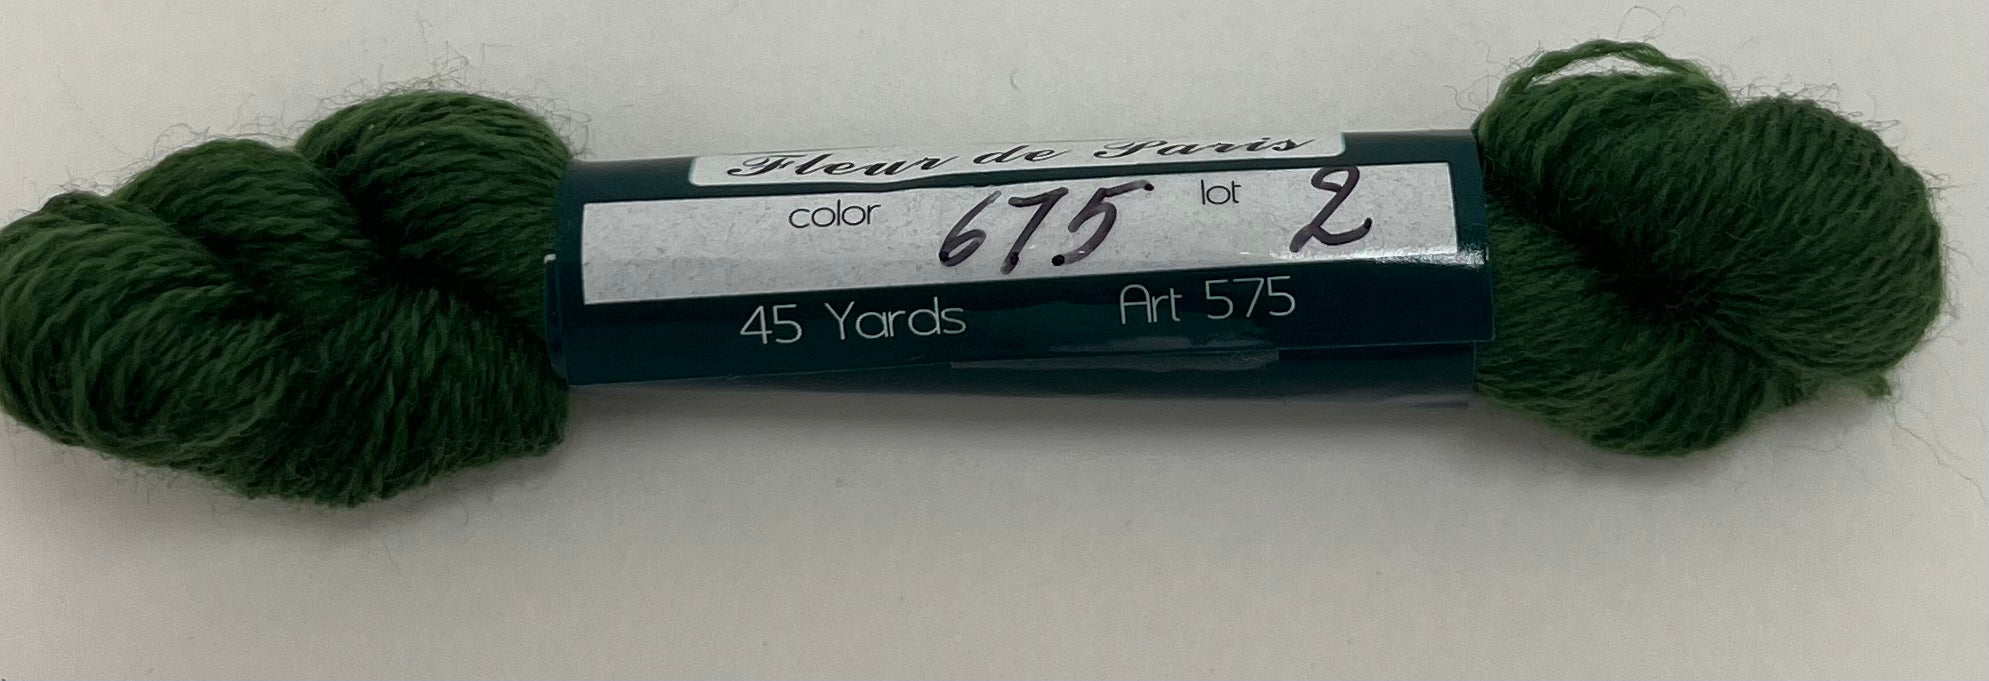 Fleur de Paris
color 675 lot 2
45 Yards Art 575